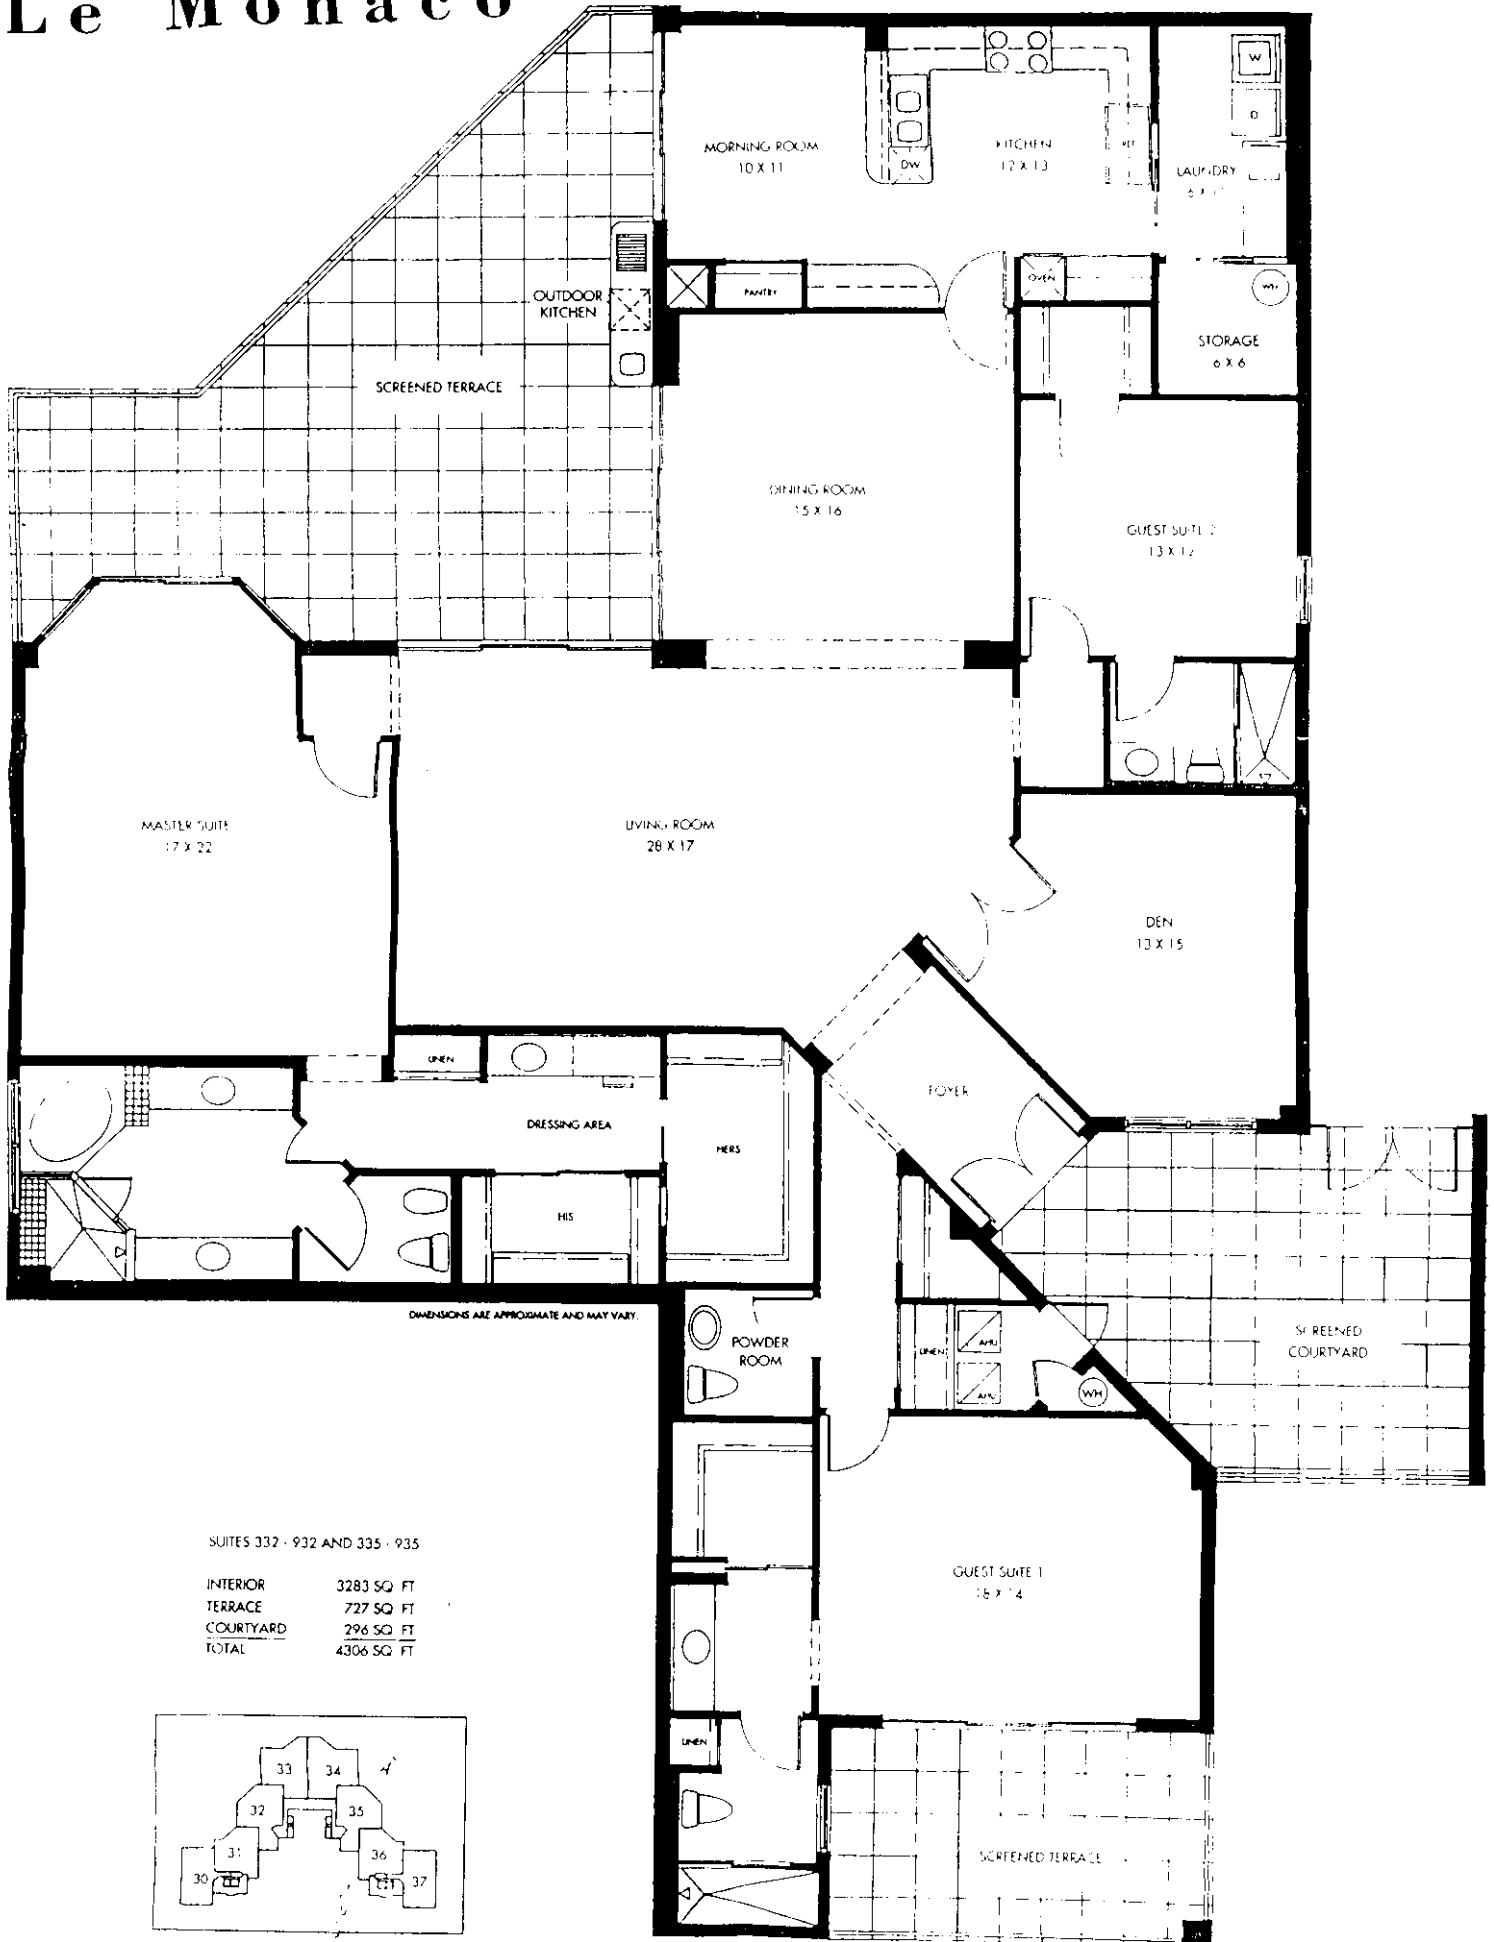 Le Monaco
W
D
MORNING ROOM
10 X 11
KITCHEN
12 X 13
REF
DW
LAUNDRY
PANTRY
OVEN
WH
OUTDOOR
KITCHEN
STORAGE
6 X 6
SCREENED TERRACE
DINING ROOM
15 X 16
GUEST SUITE 2
13 X 12
MASTER SUITE
17 X 22
LIVING ROOM
28 X 17
DEN
13 X 15
LINEN
FOYER
DRESSING AREA
HERS
HIS
DIMENSIONS ARE APPROXIMATE AND MAY VARY.
POWDER
ROOM
LINEN
AHU
AHU
WH
SCREENED
COURTYARD
SUITES 332 - 932 AND 335 - 935
INTERIOR 3283 SQ FT
TERRACE 727 SQ FT
COURTYARD 296 SQ FT
TOTAL 4306 SQ FT
GUEST SUITE 1
18 X 14
LINEN
SCREENED TERRACE
33 34
32 35
31 36
30 37